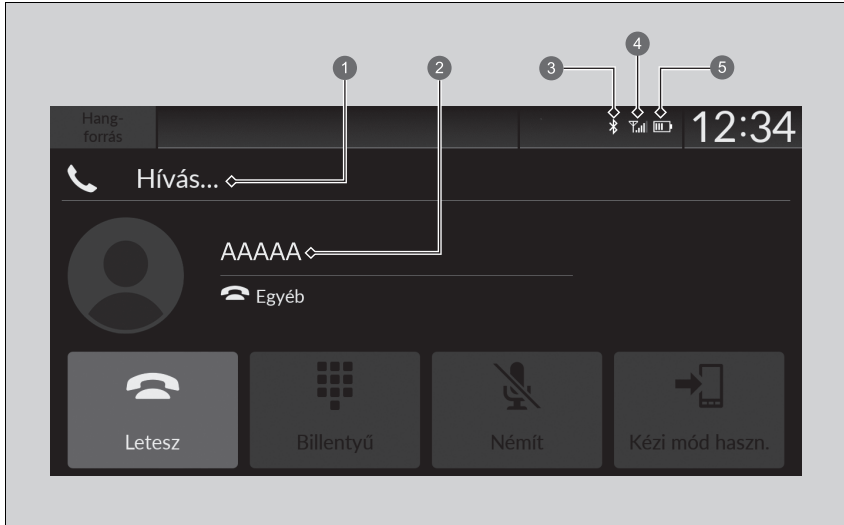 1 2 3 4 5
Hang-
forrás
12:34
Hívás...
AAAAA
Egyéb
Letesz Billentyű Némít Kézi mód haszn.